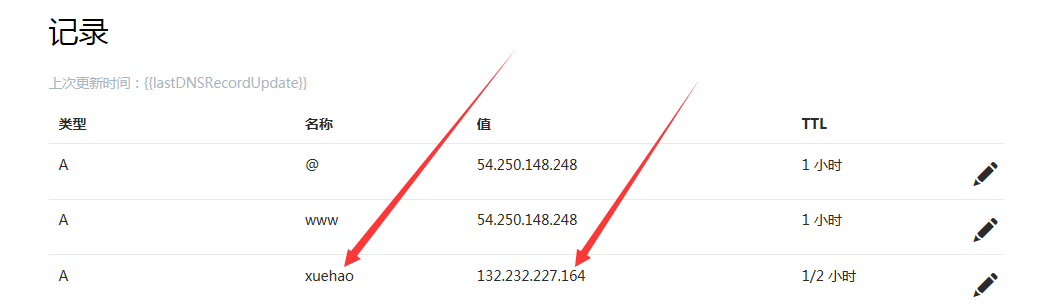 记录
上次更新时间：{{lastDNSRecordUpdate}}
类型 名称 值 TTL
A @ 54.250.148.248 1 小时
A www 54.250.148.248 1 小时
A xuehao 132.232.227.164 1/2 小时